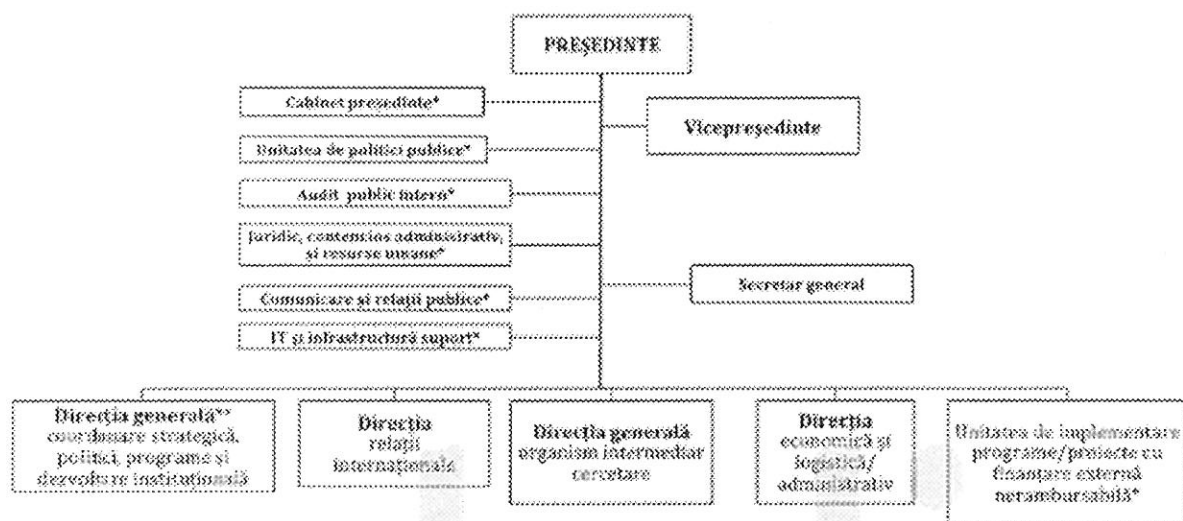 PREȘEDINTE
Cabinet președinte*
Vicepreședinte
Unitatea de politici publice*
Audit public intern*
Juridic, contencios administrativ,
și resurse umane*
Secretar general
Comunicare și relații publice*
IT și infrastructură suport*
Direcția generală**
coordonare strategică,
politici, programe și
dezvoltare instituțională
Direcția
relații
internaționale
Direcția generală
organism intermediar
cercetare
Direcția
economică și
logistică/
administrativ
Unitatea de implementare
programe/proiecte cu
finanțare externă
nerambursabilă*